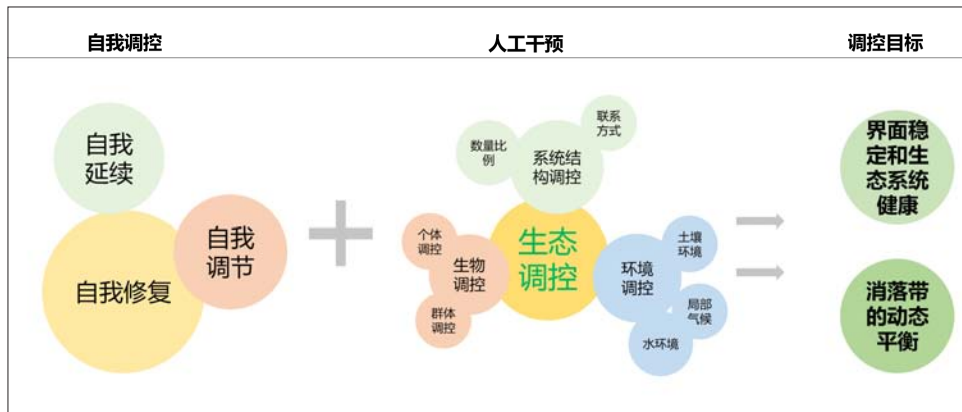 自我调控
人工干预
调控目标
自我
延续
自我修复
自我
调节
数量比
例
系统结
构调控
联系
方式
个体
调控
生物
调控
群体
调控
生态
调控
环境
调控
土壤
环境
局部
气候
水环境
界面稳
定和生
态系统
健康
消落带
的动态
平衡